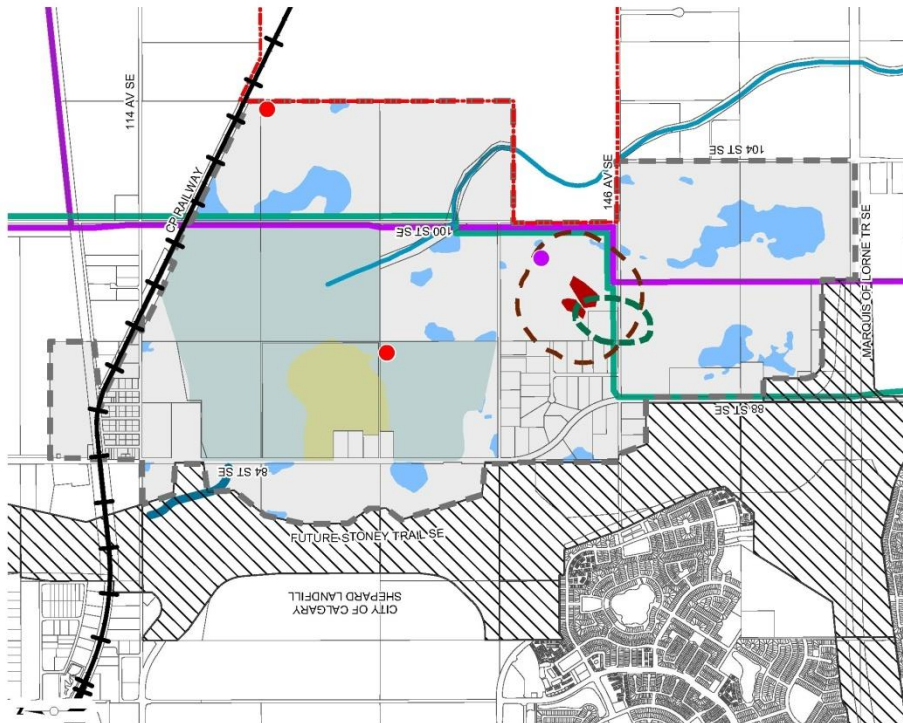 114 AV SE
CP RAILWAY
146 AV SE
104 ST SE
100 ST SE
MARQUIS OF LORNE TR SE
88 ST SE
84 ST SE
FUTURE STONEY TRAIL SE
CITY OF CALGARY
SHEPARD LANDFILL
N